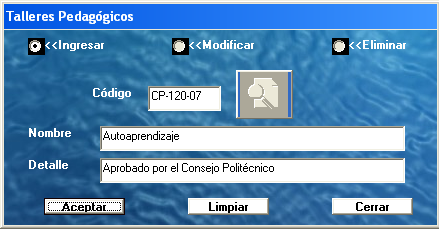 Talleres Pedagógicos
<<Ingresar <<Modificar <<Eliminar
Código CP-120-07
Nombre Autoaprendizaje
Detalle Aprobado por el Consejo Politécnico
Aceptar Limpiar Cerrar